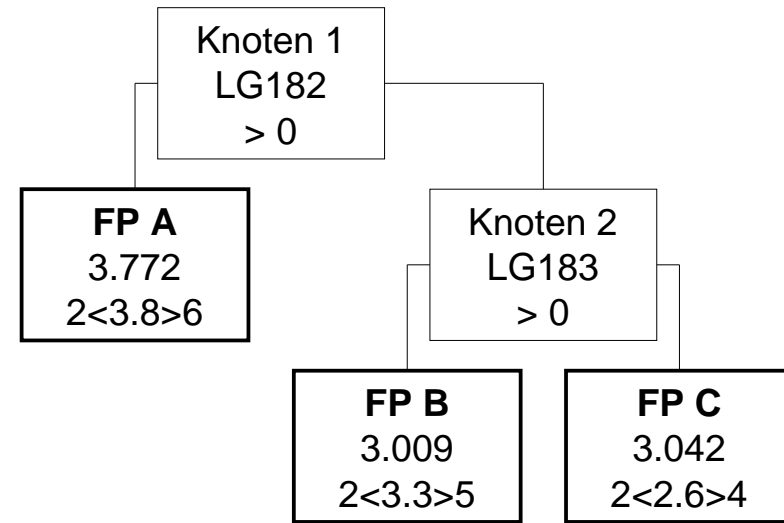 Knoten 1
LG182
> 0
FP A
3.772
2<3.8>6
Knoten 2
LG183
> 0
FP B
3.009
2<3.3>5
FP C
3.042
2<2.6>4